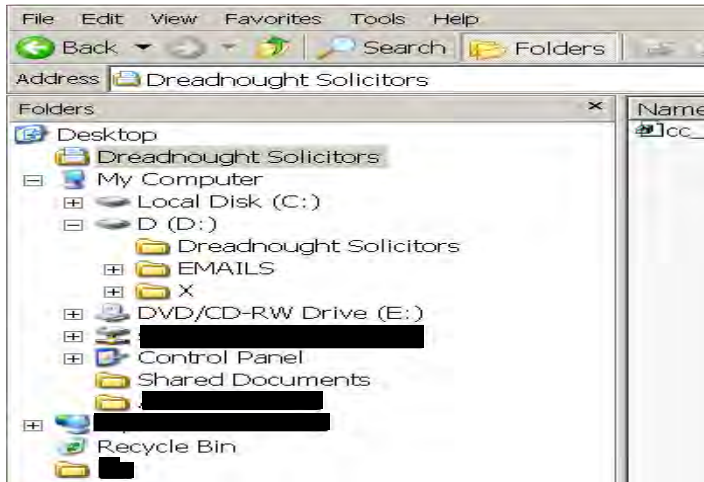 File Edit View Favorites Tools Help
Back Search Folders
Address Dreadnought Solicitors
Folders × Name
Desktop cc_
Dreadnought Solicitors
My Computer
Local Disk (C:)
D (D:)
Dreadnought Solicitors
EMAILS
X
DVD/CD-RW Drive (E:)
Control Panel
Shared Documents
Recycle Bin